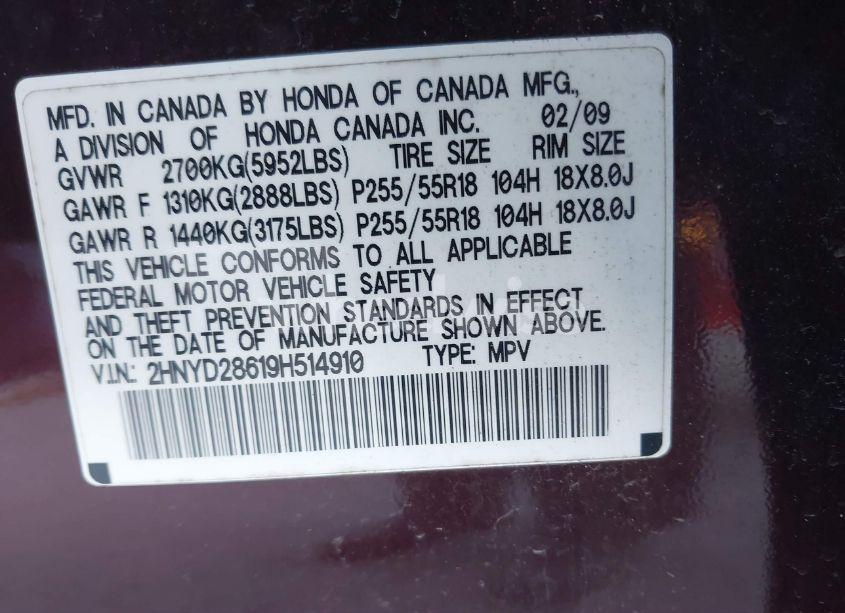 MFD. IN CANADA BY HONDA OF CANADA MFG.,
A DIVISION OF HONDA CANADA INC. 02/09
GVWR 2700KG(5952LBS) TIRE SIZE RIM SIZE
GAWR F 1310KG(2888LBS) P255/55R18 104H 18X8.0J
GAWR R 1440KG(3175LBS) P255/55R18 104H 18X8.0J
THIS VEHICLE CONFORMS TO ALL APPLICABLE
FEDERAL MOTOR VEHICLE SAFETY
AND THEFT PREVENTION STANDARDS IN EFFECT
ON THE DATE OF MANUFACTURE SHOWN ABOVE.
V.I.N: 2HNYD28619H514910 TYPE: MPV